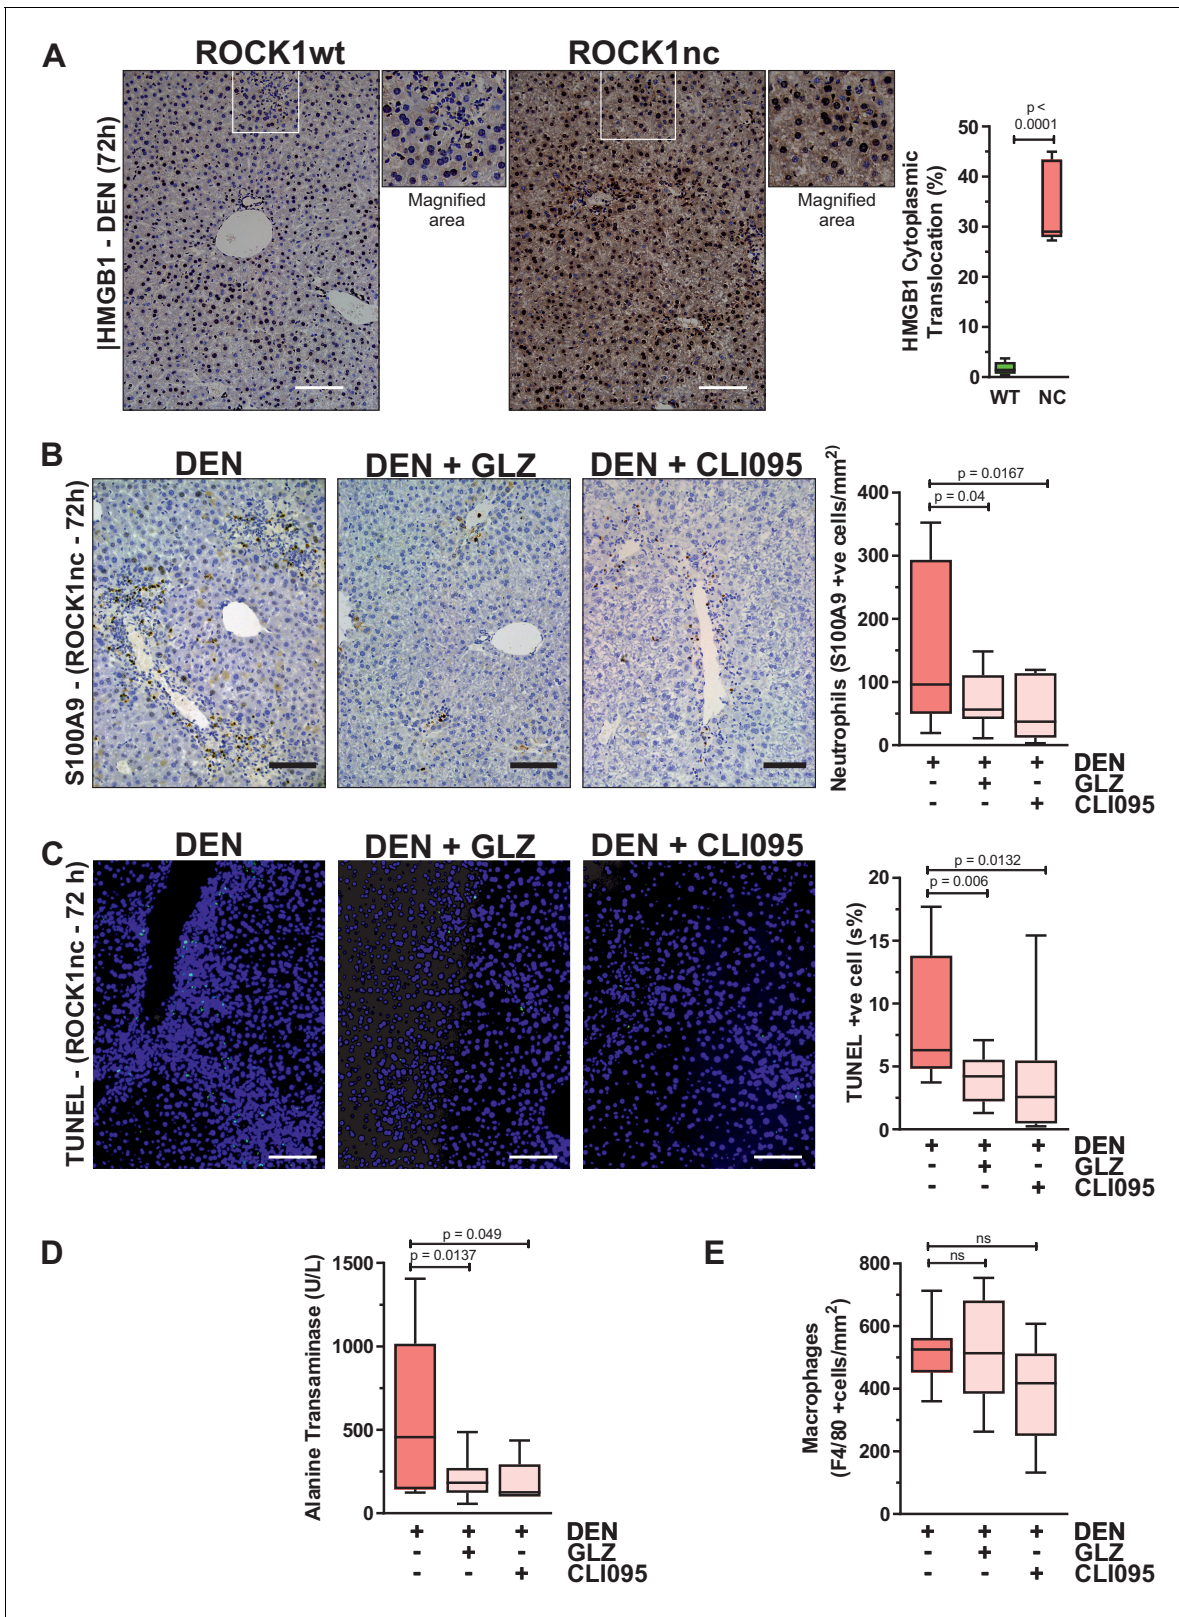 A
ROCK1wt
ROCK1nc
|HMGB1 - DEN (72h)
Magnified
area
Magnified
area
HMGB1 Cytoplasmic
Translocation (%)
p <
0.0001
50
40
30
20
10
0
WT NC
B
DEN
DEN + GLZ
DEN + CLI095
S100A9 - (ROCK1nc - 72h)
Neutrophils (S100A9 +ve cells/mm²)
p = 0.0167
p = 0.04
400
300
200
100
0
+ + + DEN
- + - GLZ
- - + CLI095
C
DEN
DEN + GLZ
DEN + CLI095
TUNEL - (ROCK1nc - 72 h)
TUNEL +ve cell (s%)
p = 0.0132
p = 0.006
20
15
10
5
0
+ + + DEN
- + - GLZ
- - + CLI095
D
Alanine Transaminase (U/L)
p = 0.049
p = 0.0137
1500
1000
500
0
+ + + DEN
- + - GLZ
- - + CLI095
E
Macrophages
(F4/80 +cells/mm²)
ns
ns
800
600
400
200
0
+ + + DEN
- + - GLZ
- - + CLI095